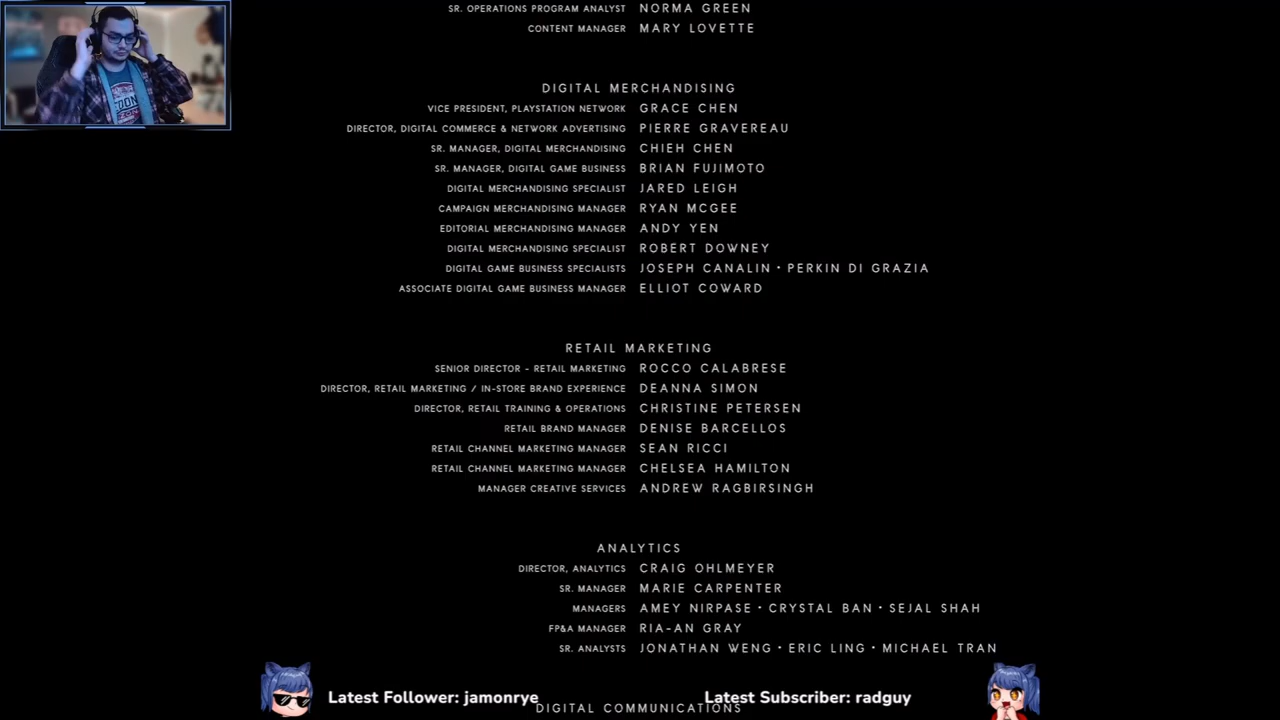 SR. OPERATIONS PROGRAM ANALYST NORMA GREEN
CONTENT MANAGER MARY LOVETTE
DIGITAL MERCHANDISING
VICE PRESIDENT, PLAYSTATION NETWORK GRACE CHEN
DIRECTOR, DIGITAL COMMERCE & NETWORK ADVERTISING PIERRE GRAVEREAU
SR. MANAGER, DIGITAL MERCHANDISING CHIEH CHEN
SR. MANAGER, DIGITAL GAME BUSINESS BRIAN FUJIMOTO
DIGITAL MERCHANDISING SPECIALIST JARED LEIGH
CAMPAIGN MERCHANDISING MANAGER RYAN MCGEE
EDITORIAL MERCHANDISING MANAGER ANDY YEN
DIGITAL MERCHANDISING SPECIALIST ROBERT DOWNEY
DIGITAL GAME BUSINESS SPECIALISTS JOSEPH CANALIN • PERKIN DI GRAZIA
ASSOCIATE DIGITAL GAME BUSINESS MANAGER ELLIOT COWARD
RETAIL MARKETING
SENIOR DIRECTOR - RETAIL MARKETING ROCCO CALABRESE
DIRECTOR, RETAIL MARKETING / IN-STORE BRAND EXPERIENCE DEANNA SIMON
DIRECTOR, RETAIL TRAINING & OPERATIONS CHRISTINE PETERSEN
RETAIL BRAND MANAGER DENISE BARCELLOS
RETAIL CHANNEL MARKETING MANAGER SEAN RICCI
RETAIL CHANNEL MARKETING MANAGER CHELSEA HAMILTON
MANAGER CREATIVE SERVICES ANDREW RAGBIRSINGH
ANALYTICS
DIRECTOR, ANALYTICS CRAIG OHLMEYER
SR. MANAGER MARIE CARPENTER
MANAGERS AMEY NIRPASE • CRYSTAL BAN • SEJAL SHAH
FP&A MANAGER RIA-AN GRAY
SR. ANALYSTS JONATHAN WENG • ERIC LING • MICHAEL TRAN
Latest Follower: jamonrye
Latest Subscriber: radguy
DIGITAL COMMUNICATIONS